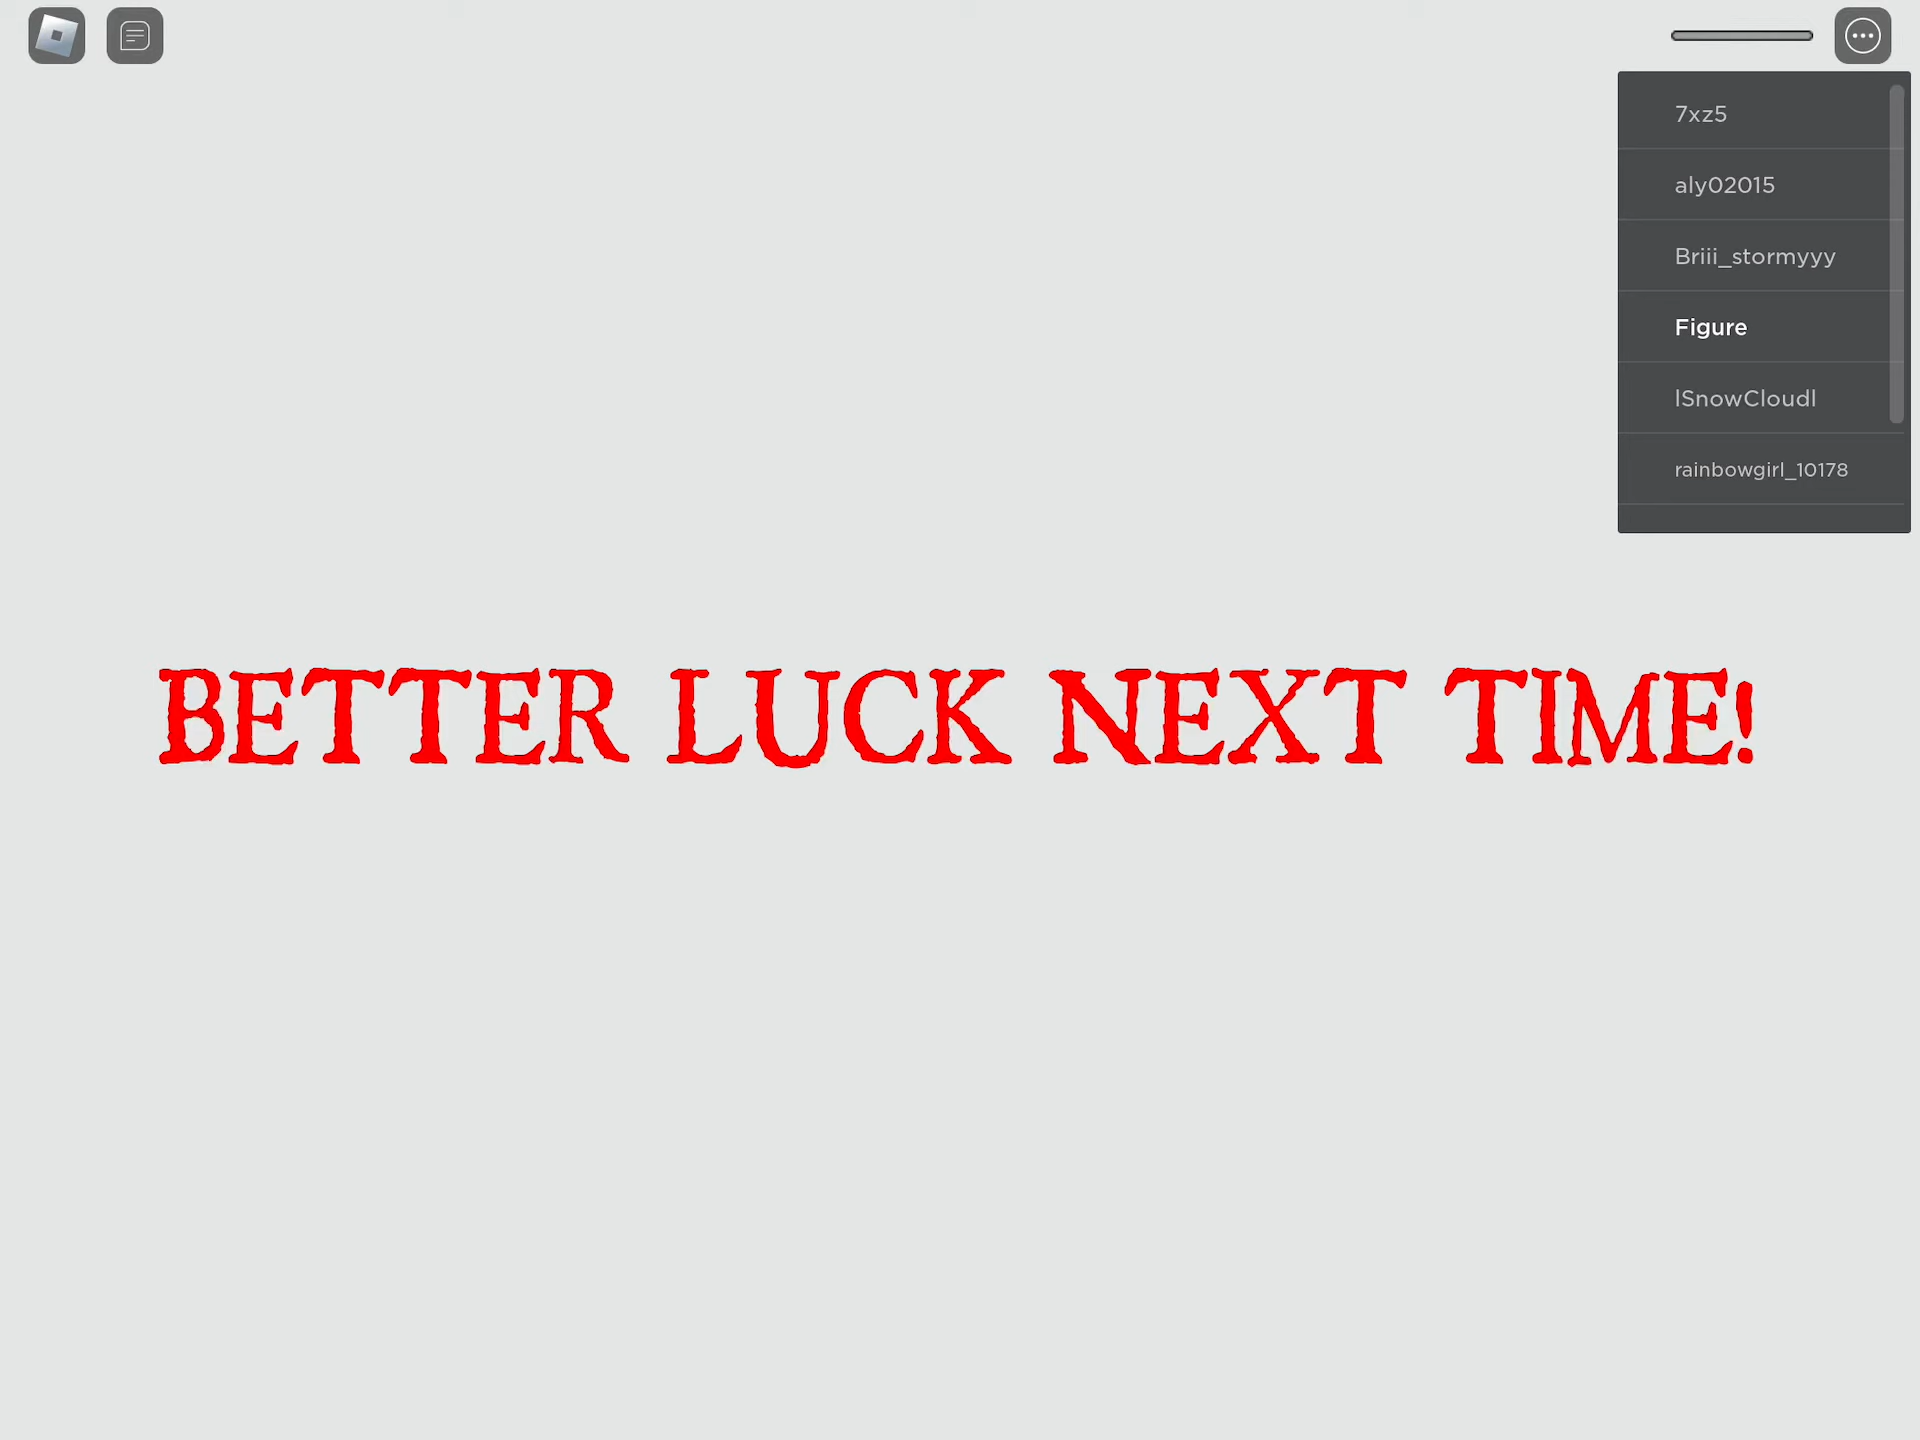 7xz5
aly02015
Briii_stormyyy
Figure
lSnowCloudl
rainbowgirl_10178
BETTER LUCK NEXT TIME!